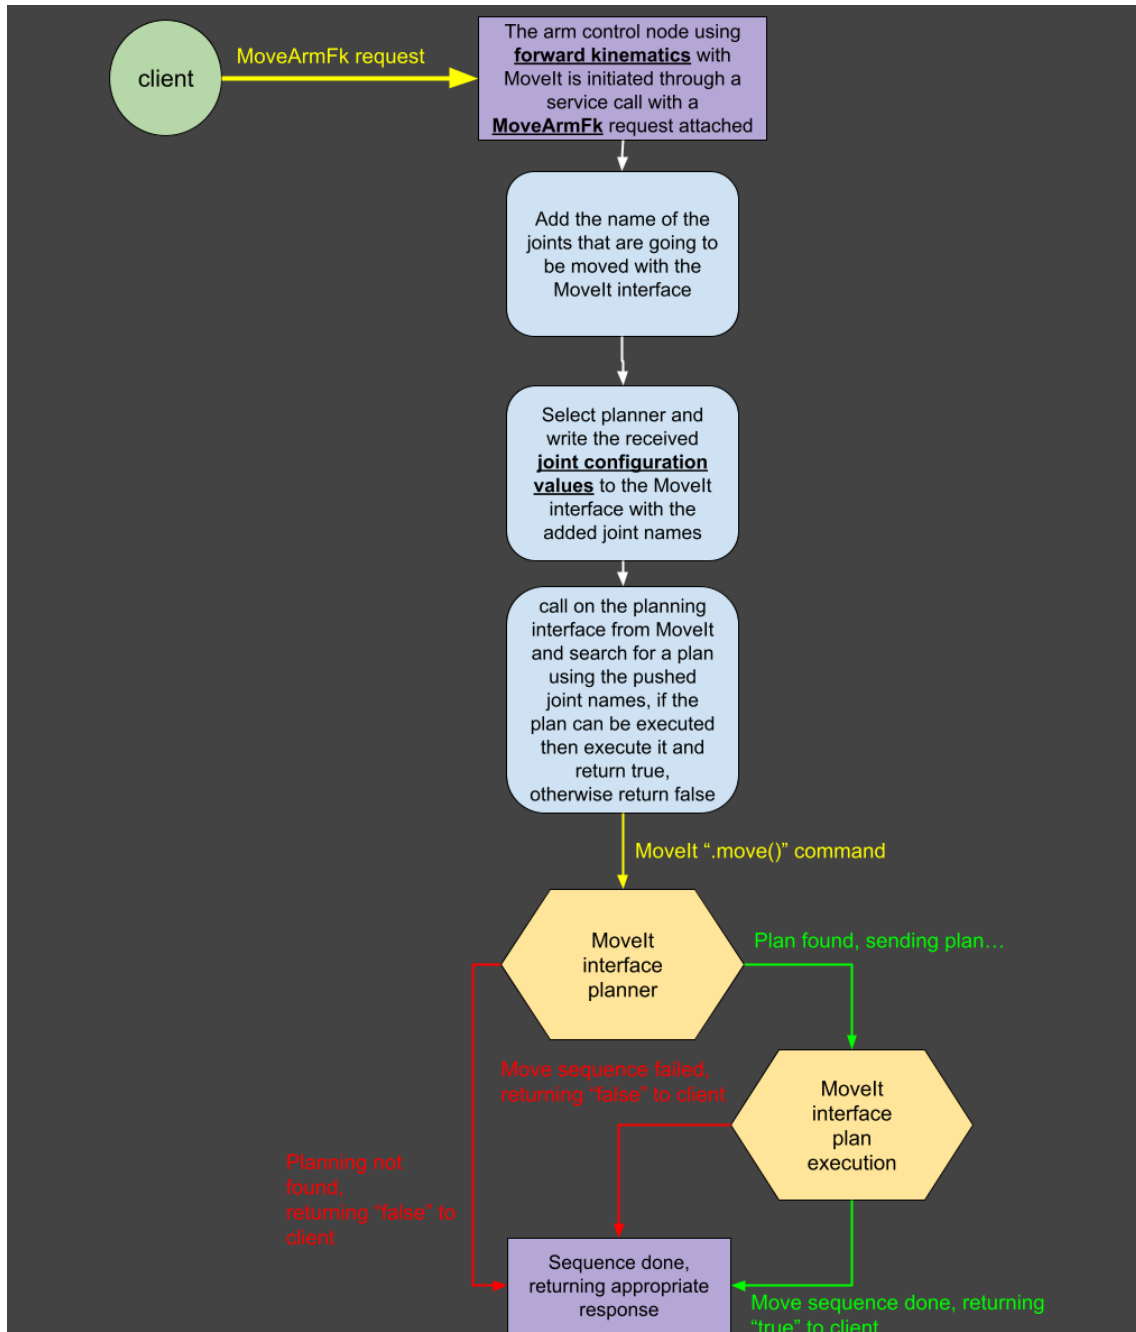 client
MoveArmFk request
The arm control node using
forward kinematics with
MoveIt is initiated through a
service call with a
MoveArmFk request attached
Add the name of the
joints that are going to
be moved with the
MoveIt interface
Select planner and
write the received
joint configuration
values to the MoveIt
interface with the
added joint names
call on the planning
interface from MoveIt
and search for a plan
using the pushed
joint names, if the
plan can be executed
then execute it and
return true,
otherwise return false
MoveIt “.move()” command
MoveIt
interface
planner
Plan found, sending plan…
Move sequence failed,
returning “false” to client
MoveIt
interface
plan
execution
Planning not
found,
returning “false” to
client
Sequence done,
returning appropriate
response
Move sequence done, returning
“true” to client